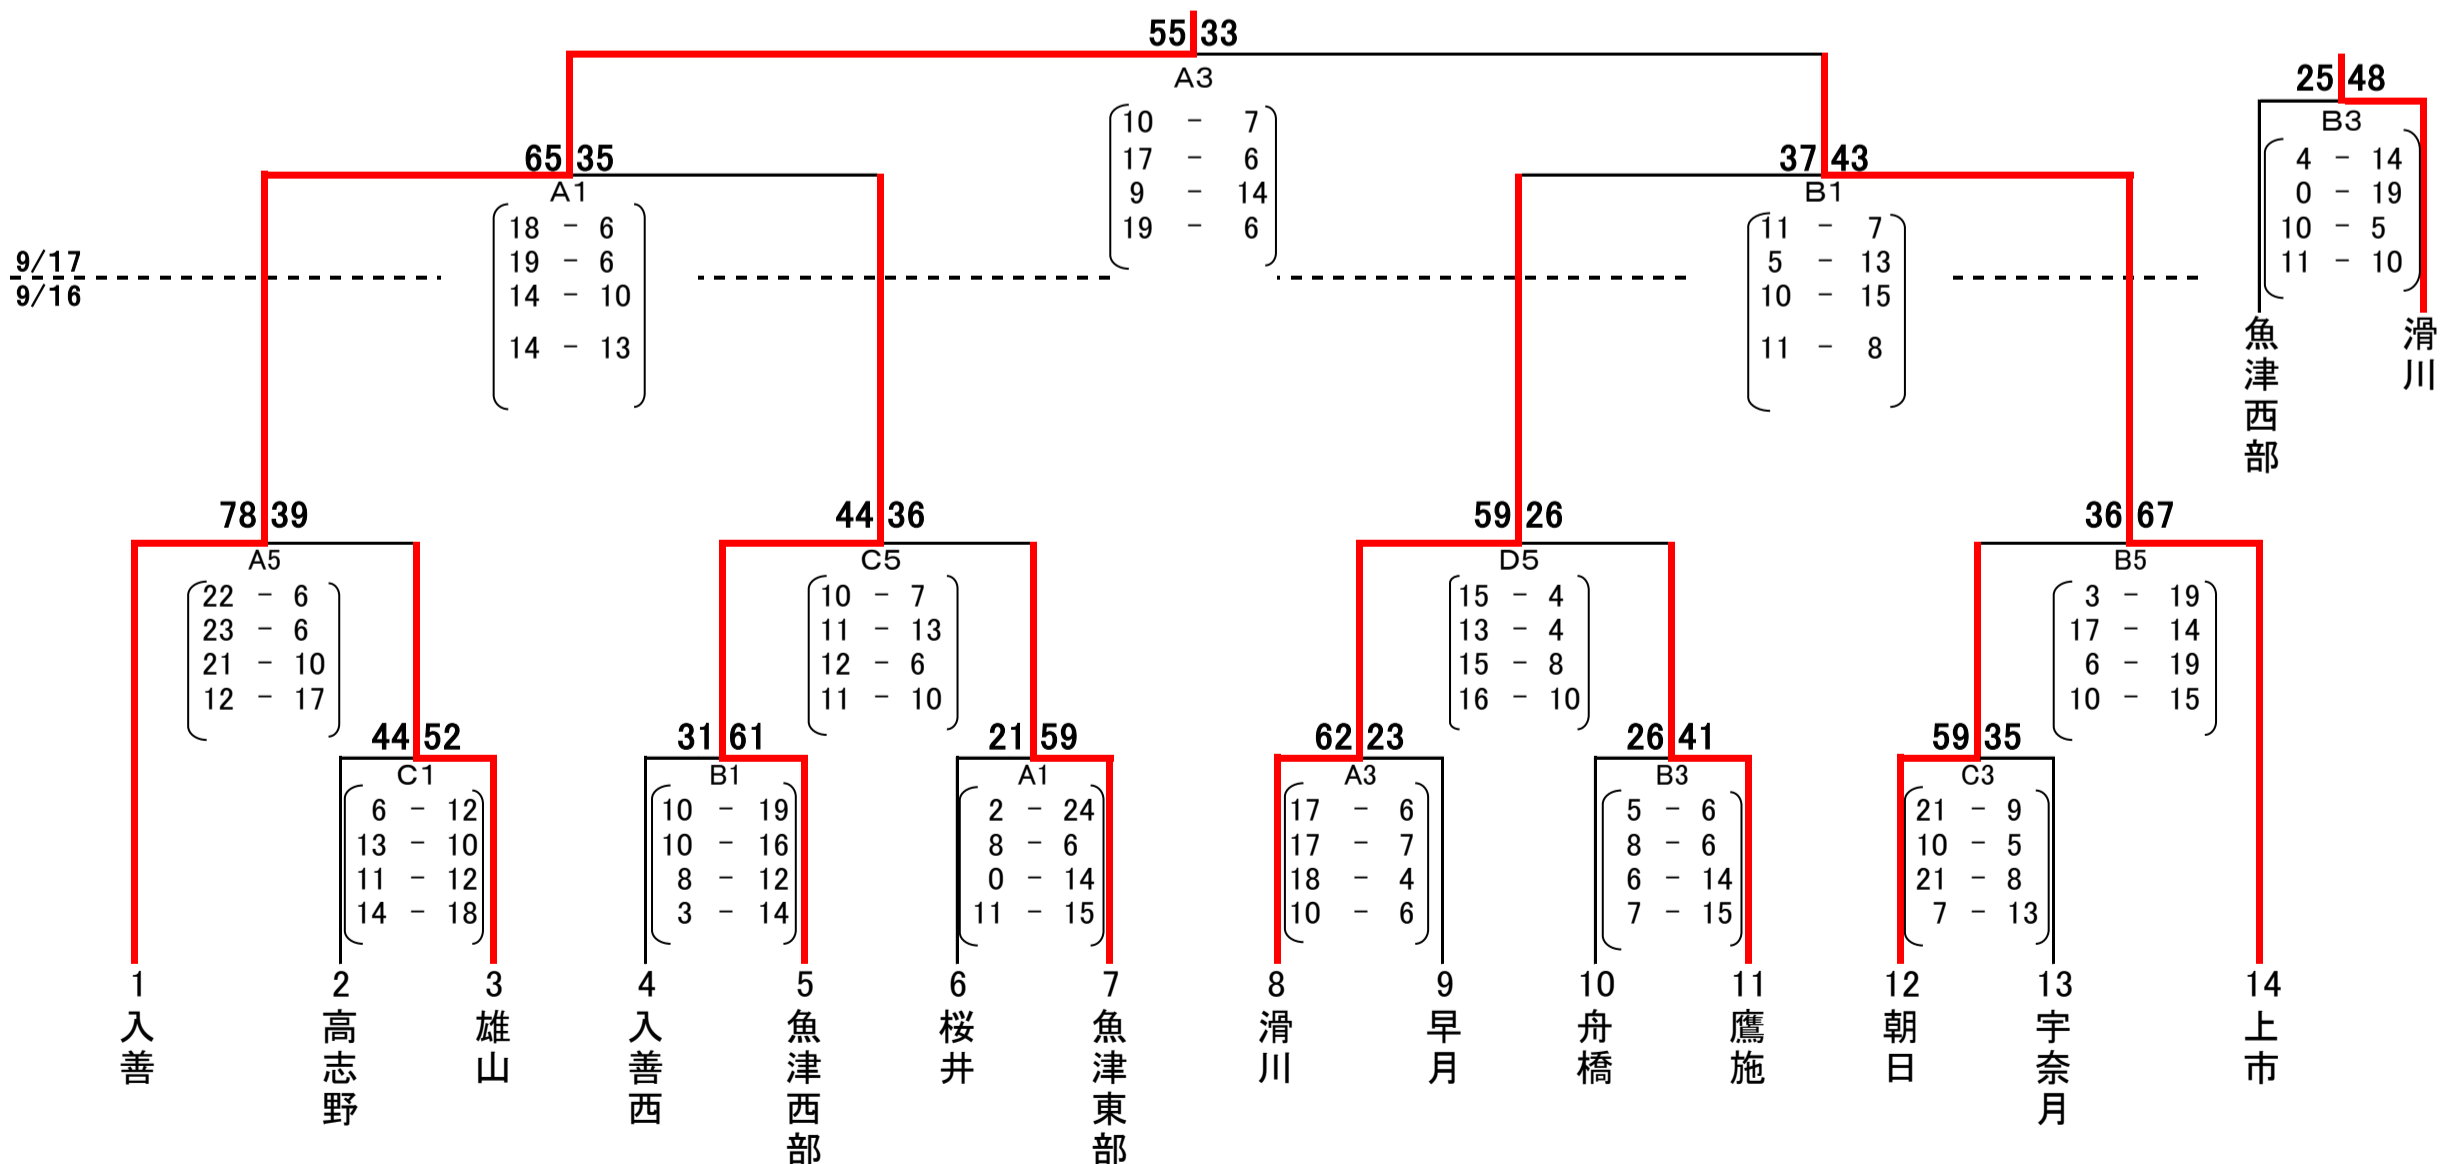 55 33
A3
10 - 7
17 - 6
9 - 14
19 - 6
25 48
B3
4 - 14
0 - 19
10 - 5
11 - 10
魚津西部
滑川
65 35
A1
18 - 6
19 - 6
14 - 10
14 - 13
37 43
B1
11 - 7
5 - 13
10 - 15
11 - 8
9/17
9/16
78 39
A5
22 - 6
23 - 6
21 - 10
12 - 17
44 36
C5
10 - 7
11 - 13
12 - 6
11 - 10
59 26
D5
15 - 4
13 - 4
15 - 8
16 - 10
36 67
B5
3 - 19
17 - 14
6 - 19
10 - 15
44 52
C1
6 - 12
13 - 10
11 - 12
14 - 18
31 61
B1
10 - 19
10 - 16
8 - 12
3 - 14
21 59
A1
2 - 24
8 - 6
0 - 14
11 - 15
62 23
A3
17 - 6
17 - 7
18 - 4
10 - 6
26 41
B3
5 - 6
8 - 6
6 - 14
7 - 15
59 35
C3
21 - 9
10 - 5
21 - 8
7 - 13
1
入善
2
高志野
3
雄山
4
入善西
5
魚津西部
6
桜井
7
魚津東部
8
滑川
9
早月
10
舟橋
11
鷹施
12
朝日
13
宇奈月
14
上市